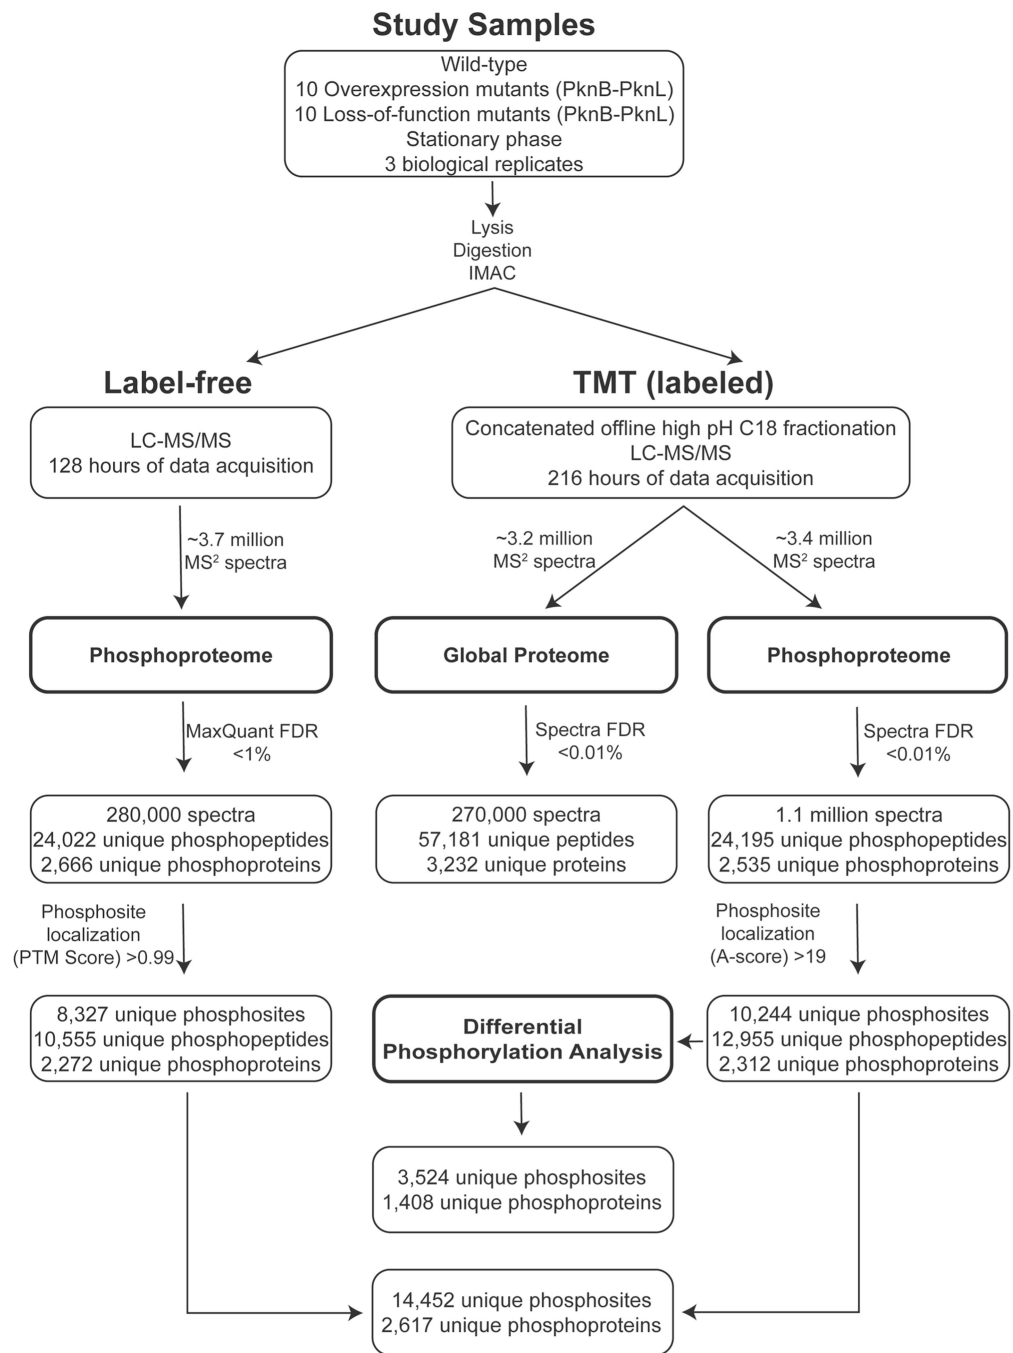 Study Samples
Wild-type
10 Overexpression mutants (PknB-PknL)
10 Loss-of-function mutants (PknB-PknL)
Stationary phase
3 biological replicates
Lysis
Digestion
IMAC
Label-free
LC-MS/MS
128 hours of data acquisition
TMT (labeled)
Concatenated offline high pH C18 fractionation
LC-MS/MS
216 hours of data acquisition
~3.7 million
MS² spectra
~3.2 million
MS² spectra
~3.4 million
MS² spectra
Phosphoproteome
Global Proteome
Phosphoproteome
MaxQuant FDR
<1%
Spectra FDR
<0.01%
Spectra FDR
<0.01%
280,000 spectra
24,022 unique phosphopeptides
2,666 unique phosphoproteins
270,000 spectra
57,181 unique peptides
3,232 unique proteins
1.1 million spectra
24,195 unique phosphopeptides
2,535 unique phosphoproteins
Phosphosite
localization
(PTM Score) >0.99
Phosphosite
localization
(A-score) >19
8,327 unique phosphosites
10,555 unique phosphopeptides
2,272 unique phosphoproteins
Differential
Phosphorylation Analysis
10,244 unique phosphosites
12,955 unique phosphopeptides
2,312 unique phosphoproteins
3,524 unique phosphosites
1,408 unique phosphoproteins
14,452 unique phosphosites
2,617 unique phosphoproteins